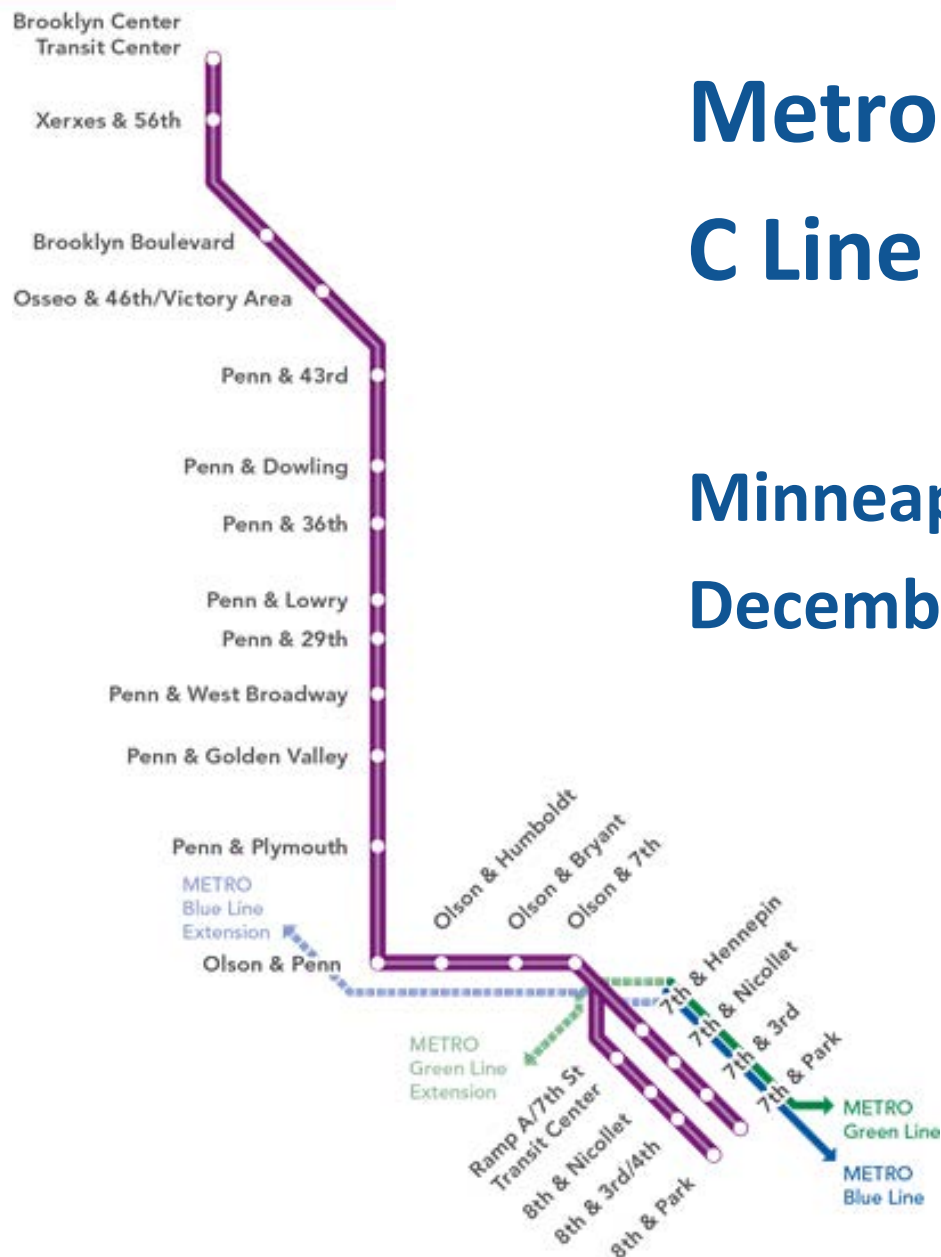 Brooklyn Center
Transit Center
Xerxes & 56th
Brooklyn Boulevard
Osseo & 46th/Victory Area
Penn & 43rd
Penn & Dowling
Penn & 36th
Penn & Lowry
Penn & 29th
Penn & West Broadway
Penn & Golden Valley
Penn & Plymouth
METRO
Blue Line
Extension
Olson & Penn
Olson & Humboldt
Olson & Bryant
Olson & 7th
7th & Hennepin
7th & Nicollet
7th & 3rd
7th & Park
METRO
Green Line
Extension
Ramp A/7th St
Transit Center
8th & Nicollet
8th & 3rd/4th
8th & Park
METRO
Green Line
METRO
Blue Line
Metro
C Line
Minneap
Decemb